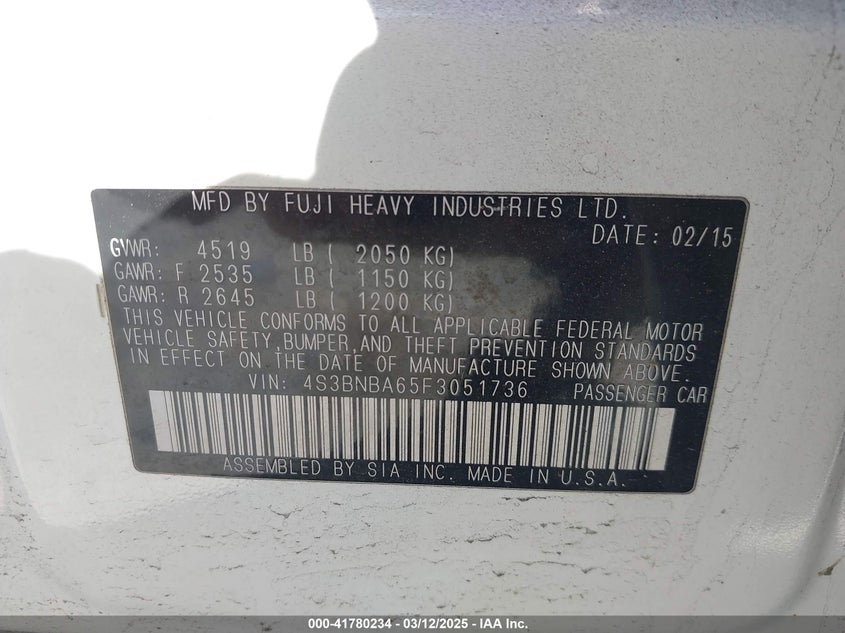 MFD BY FUJI HEAVY INDUSTRIES LTD.
DATE: 02/15
GVWR: 4519 LB ( 2050 KG)
GAWR: F 2535 LB ( 1150 KG)
GAWR: R 2645 LB ( 1200 KG)
THIS VEHICLE CONFORMS TO ALL APPLICABLE FEDERAL MOTOR
VEHICLE SAFETY, BUMPER, AND THEFT PREVENTION STANDARDS
IN EFFECT ON THE DATE OF MANUFACTURE SHOWN ABOVE.
VIN: 4S3BNBA65F3051736 PASSENGER CAR
ASSEMBLED BY SIA INC. MADE IN U.S.A.
000-41780234 - 03/12/2025 - IAA Inc.